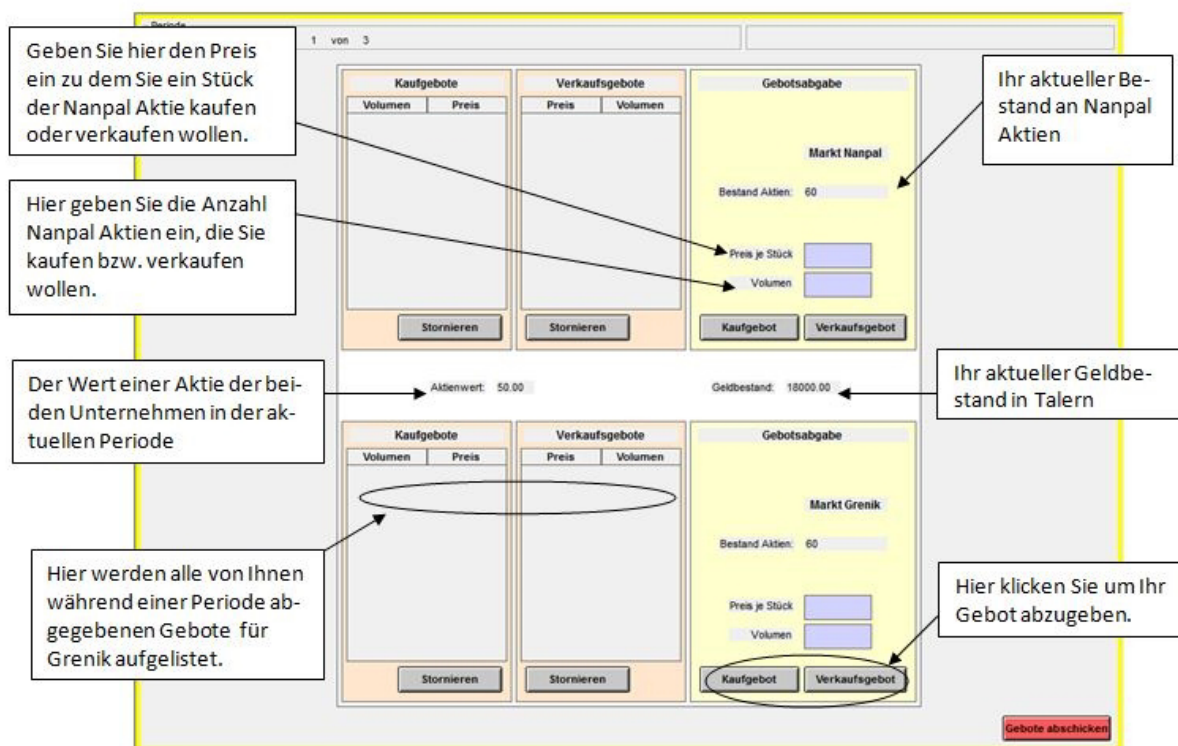 Periode
1 von 3
Geben Sie hier den Preis
ein zu dem Sie ein Stück
der Nanpal Aktie kaufen
oder verkaufen wollen.
Hier geben Sie die Anzahl
Nanpal Aktien ein, die Sie
kaufen bzw. verkaufen
wollen.
Kaufgebote
Volumen Preis
Stornieren
Verkaufsgebote
Preis Volumen
Stornieren
Gebotsabgabe
Markt Nanpal
Bestand Aktien: 60
Preis je Stück
Volumen
Kaufgebot Verkaufsgebot
Ihr aktueller Be-
stand an Nanpal
Aktien
Der Wert einer Aktie der bei-
den Unternehmen in der ak-
tuellen Periode
Aktienwert: 50.00
Geldbestand: 18000.00
Ihr aktueller Geldbe-
stand in Talern
Kaufgebote
Volumen Preis
Stornieren
Verkaufsgebote
Preis Volumen
Stornieren
Gebotsabgabe
Markt Grenik
Bestand Aktien: 60
Preis je Stück
Volumen
Kaufgebot Verkaufsgebot
Hier werden alle von Ihnen
während einer Periode ab-
gegebenen Gebote für
Grenik aufgelistet.
Hier klicken Sie um Ihr
Gebot abzugeben.
Gebote abschicken